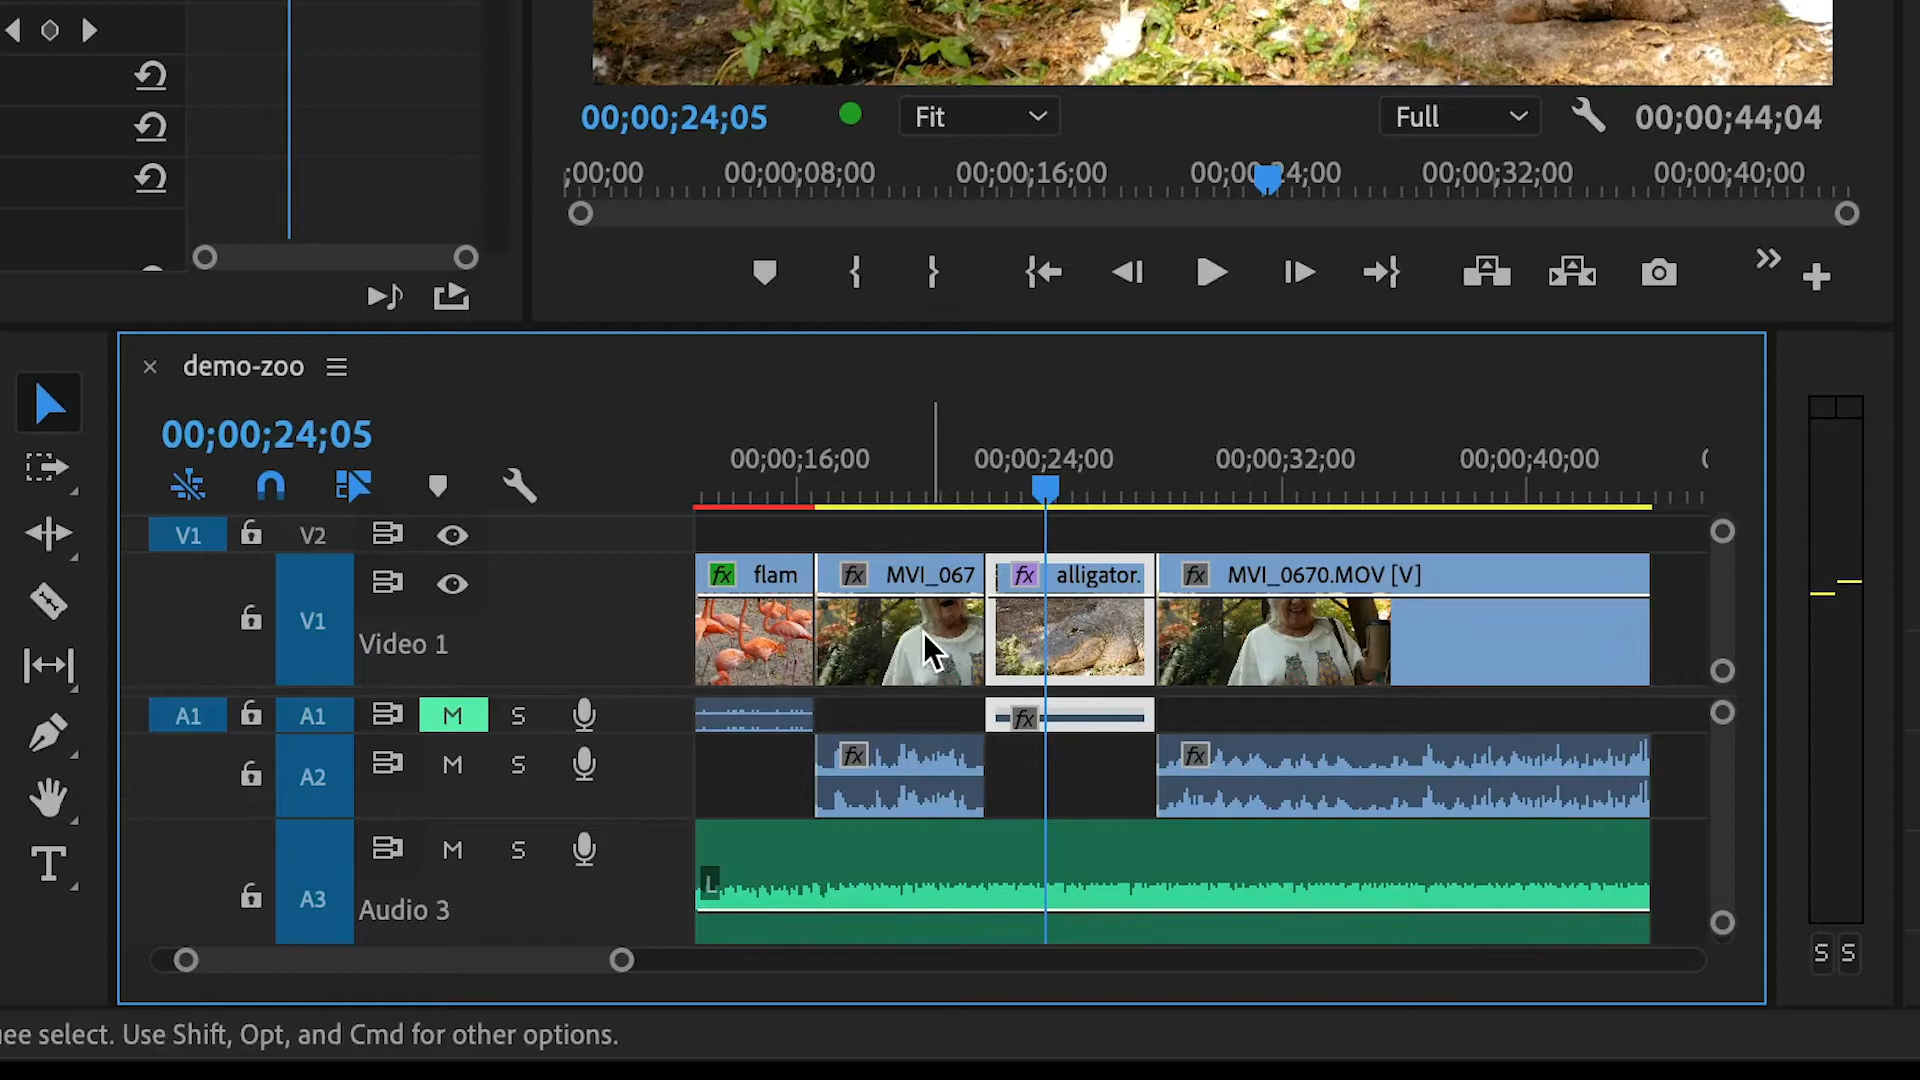 00;00;24;05
Fit
Full
00;00;44;04
;00;00
00;00;08;00
00;00;16;00
00;00;24;00
00;00;32;00
00;00;40;00
demo-zoo
00;00;24;05
00;00;16;00
00;00;24;00
00;00;32;00
00;00;40;00
V1
V2
fx
flam
fx
MVI_067
fx
alligator.
fx
MVI_0670.MOV [V]
V1
Video 1
A1
A1
M
S
fx
A2
M
S
fx
fx
A3
M
S
Audio 3
L
S
S
ee select. Use Shift, Opt, and Cmd for other options.